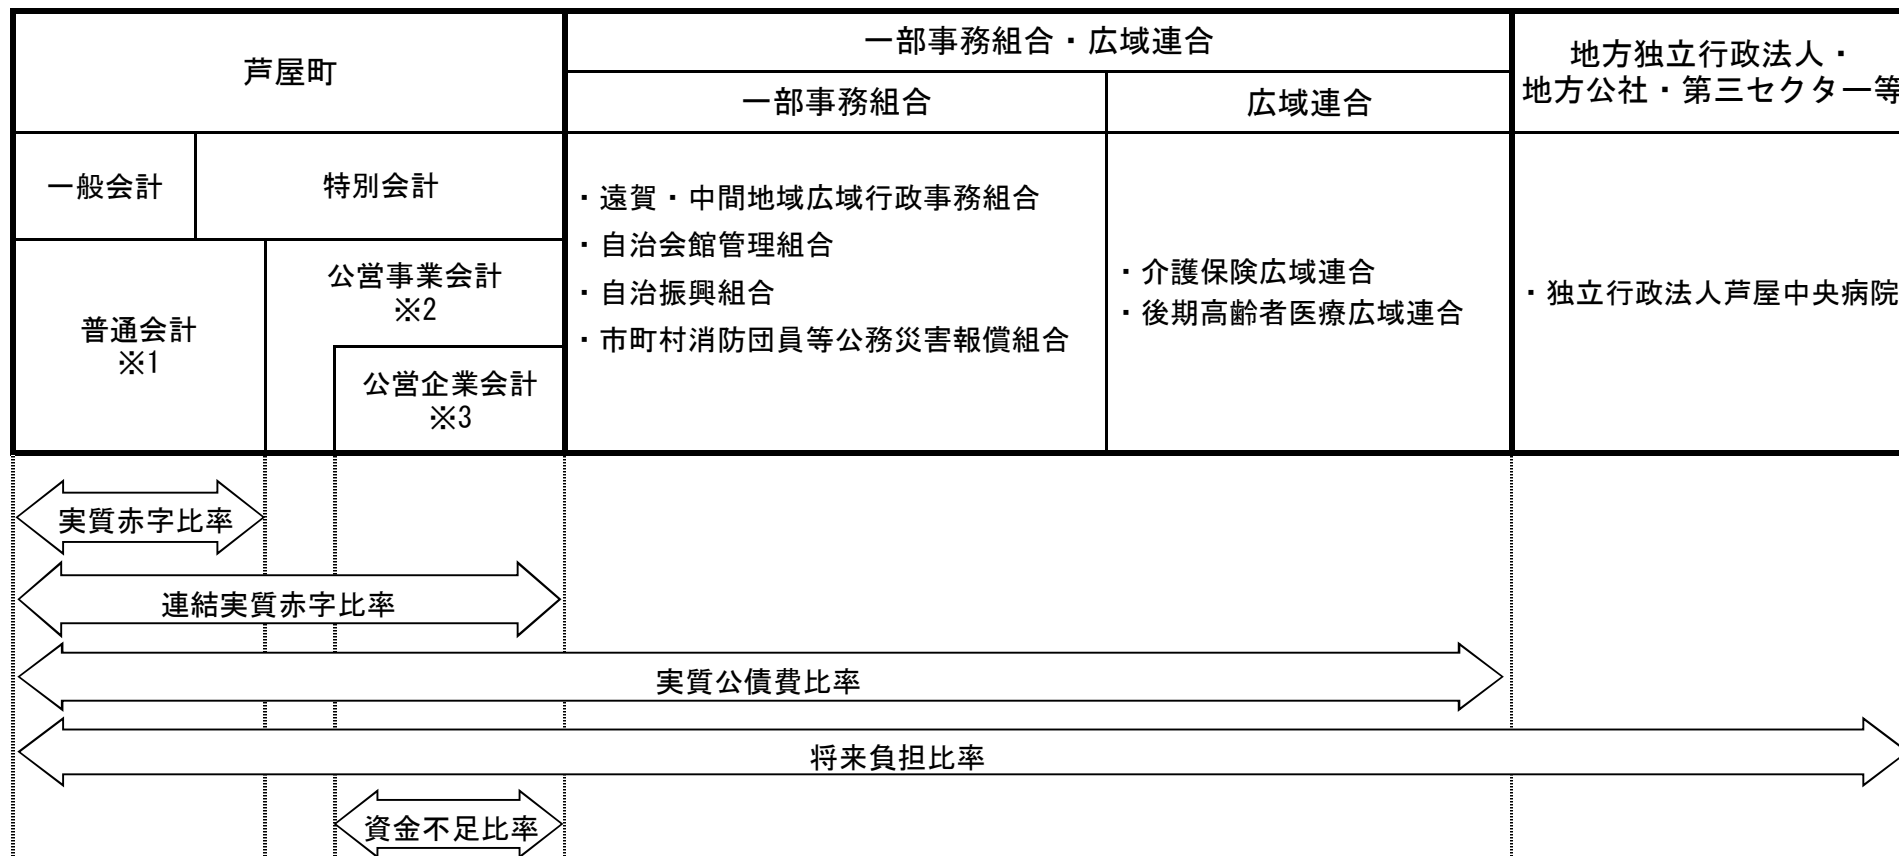 芦屋町
一部事務組合・広域連合
地方独立行政法人・
地方公社・第三セクター等
一部事務組合
広域連合
一般会計
特別会計
普通会計
※1
公営事業会計
※2
公営企業会計
※3
・遠賀・中間地域広域行政事務組合
・自治会館管理組合
・自治振興組合
・市町村消防団員等公務災害報償組合
・介護保険広域連合
・後期高齢者医療広域連合
・独立行政法人芦屋中央病院
実質赤字比率
連結実質赤字比率
実質公債費比率
将来負担比率
資金不足比率